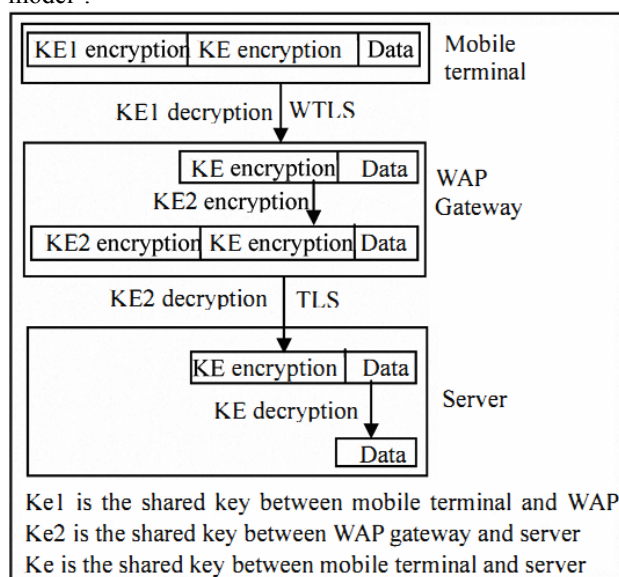 model .
KE1 encryption KE encryption Data
Mobile
terminal
KE1 decryption WTLS
KE encryption Data
WAP
Gateway
KE2 encryption
KE2 encryption KE encryption Data
KE2 decryption TLS
KE encryption Data
KE decryption
Server
Data
Ke1 is the shared key between mobile terminal and WAP
Ke2 is the shared key between WAP gateway and server
Ke is the shared key between mobile terminal and server